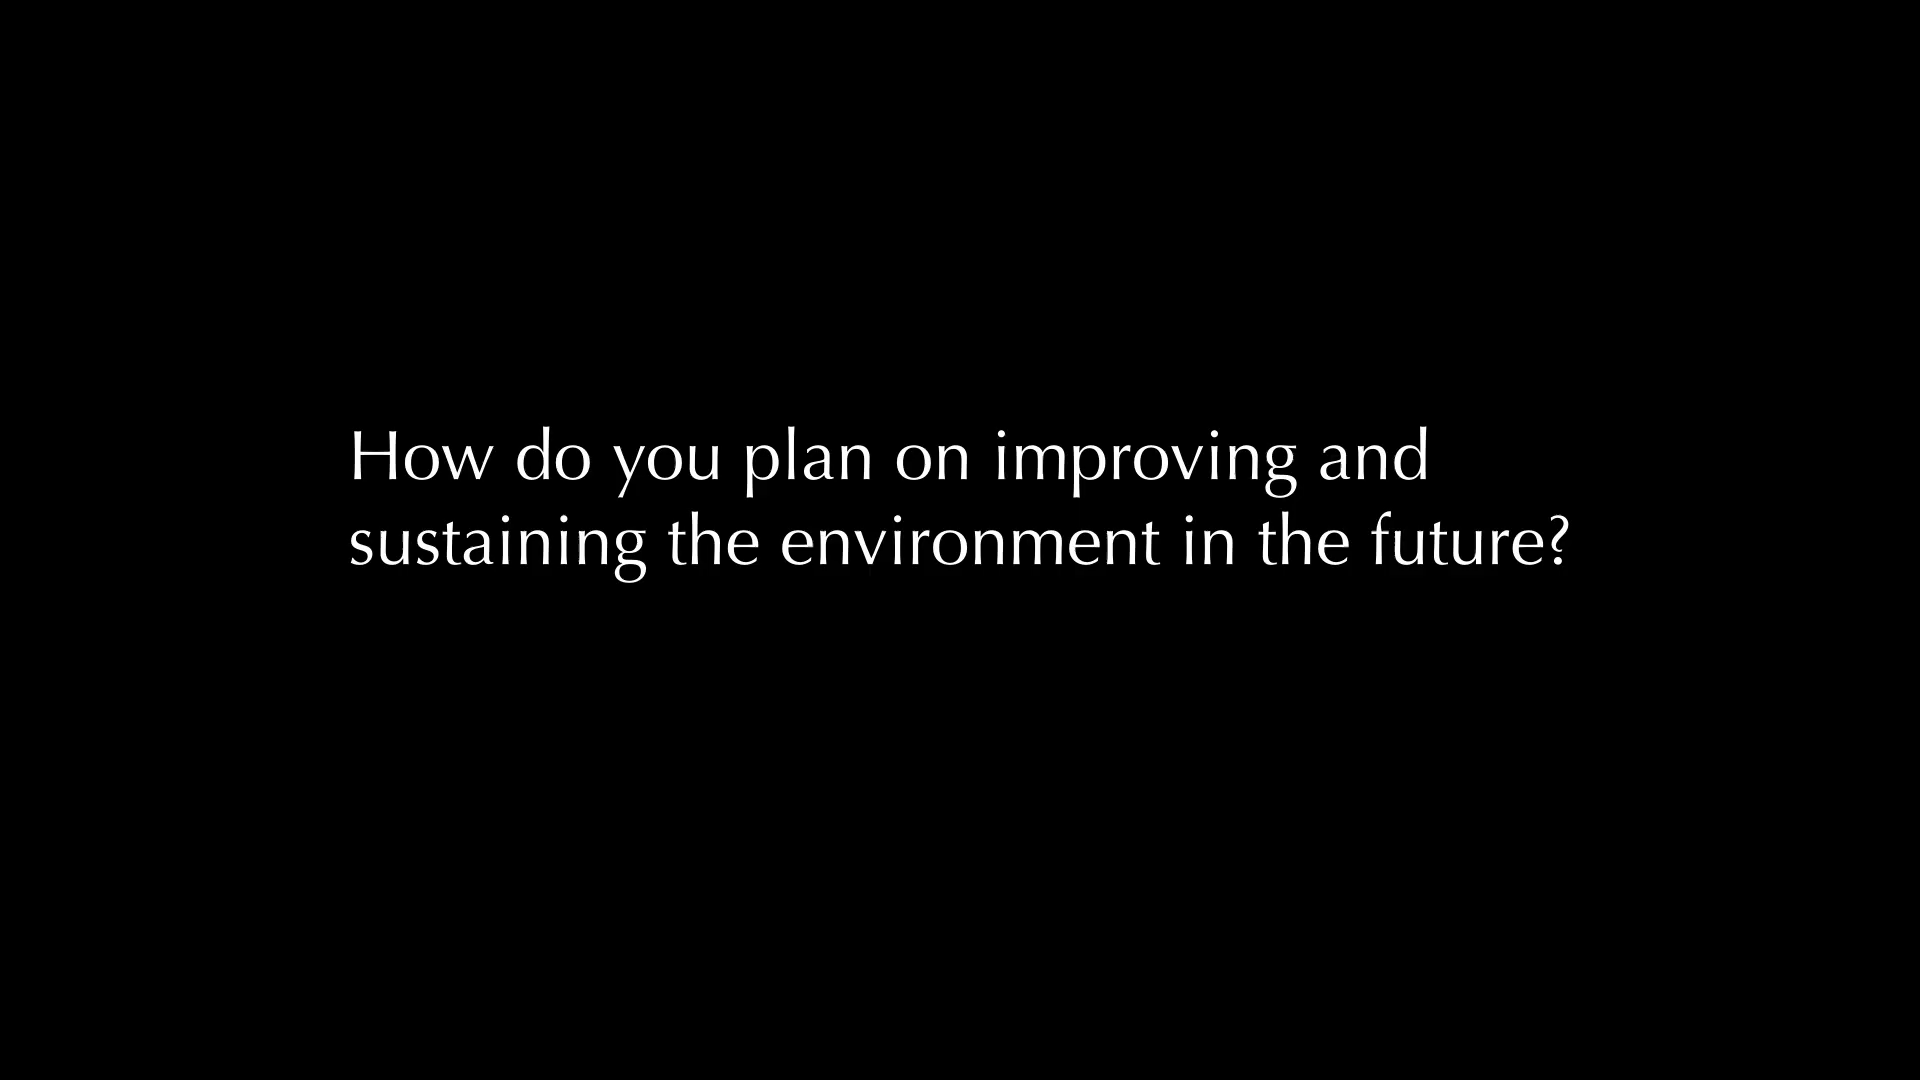 How do you plan on improving and
sustaining the environment in the future?